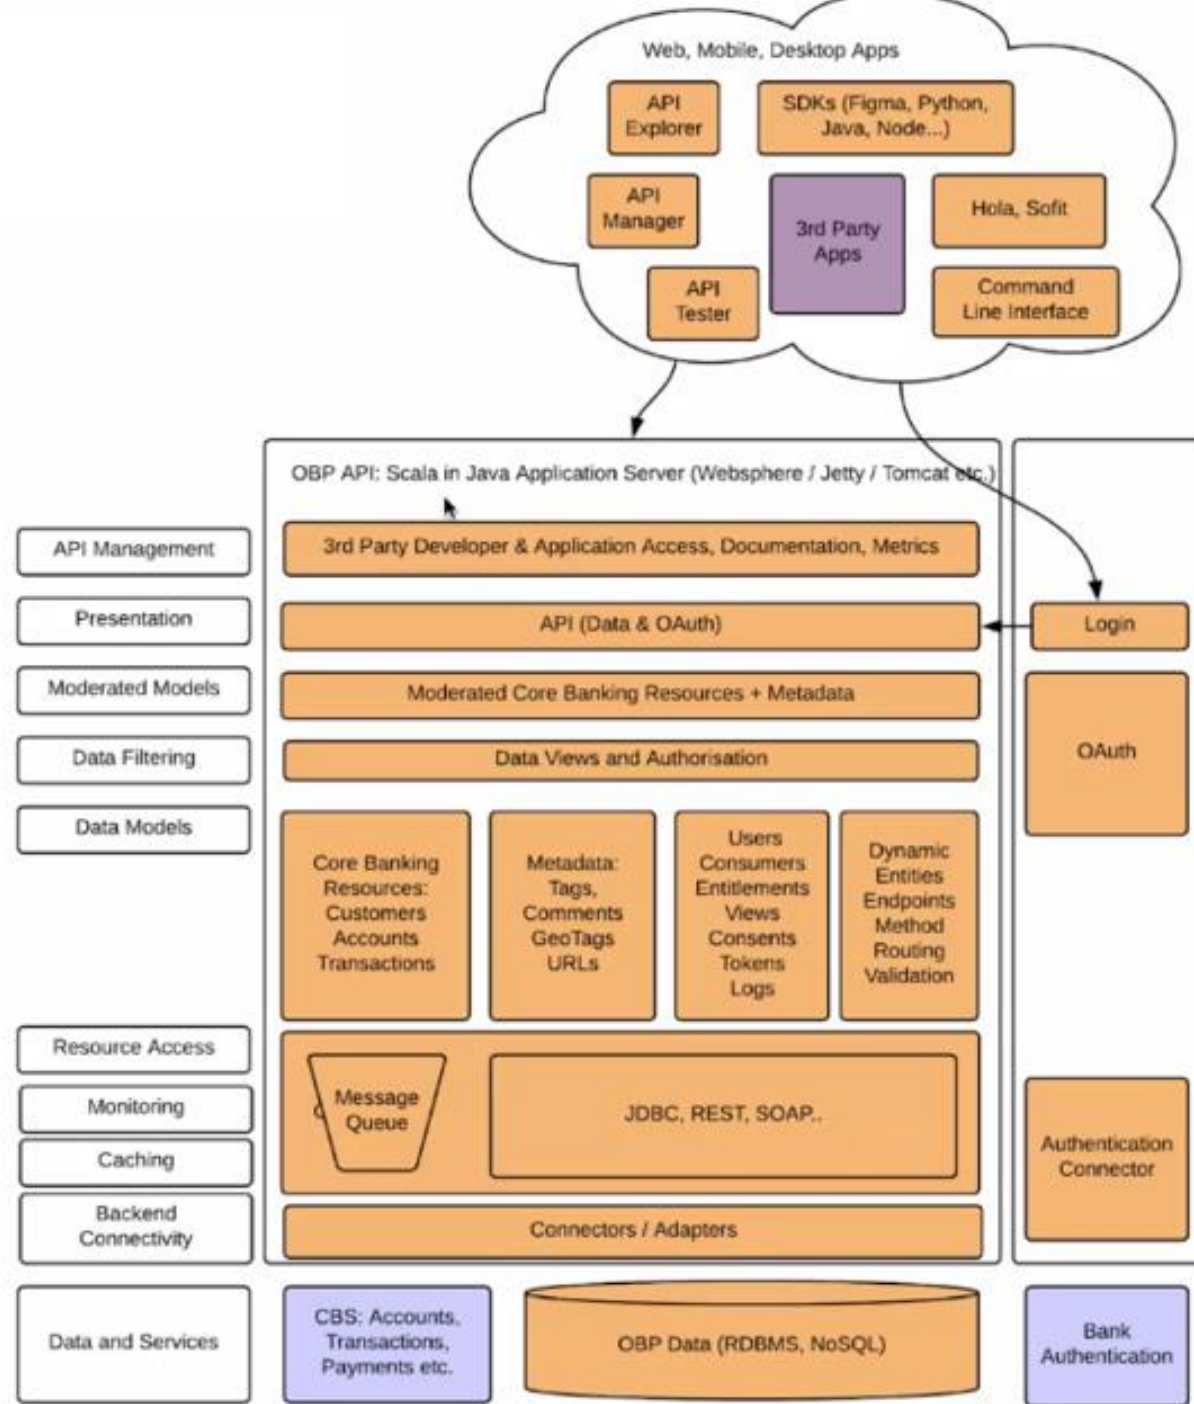 Web, Mobile, Desktop Apps
API
Explorer
SDKs (Figma, Python,
Java, Node...)
API
Manager
3rd Party
Apps
Hola, Sofit
API
Tester
Command
Line Interface
OBP API: Scala in Java Application Server (Websphere / Jetty / Tomcat etc.)
API Management
3rd Party Developer & Application Access, Documentation, Metrics
Presentation
API (Data & OAuth)
Login
Moderated Models
Moderated Core Banking Resources + Metadata
OAuth
Data Filtering
Data Views and Authorisation
Data Models
Core Banking
Resources:
Customers
Accounts
Transactions
Metadata:
Tags,
Comments
GeoTags
URLs
Users
Consumers
Entitlements
Views
Consents
Tokens
Logs
Dynamic
Entities
Endpoints
Method
Routing
Validation
Resource Access
Monitoring
Caching
Message
Queue
JDBC, REST, SOAP..
Authentication
Connector
Backend
Connectivity
Connectors / Adapters
Data and Services
CBS: Accounts,
Transactions,
Payments etc.
OBP Data (RDBMS, NoSQL)
Bank
Authentication